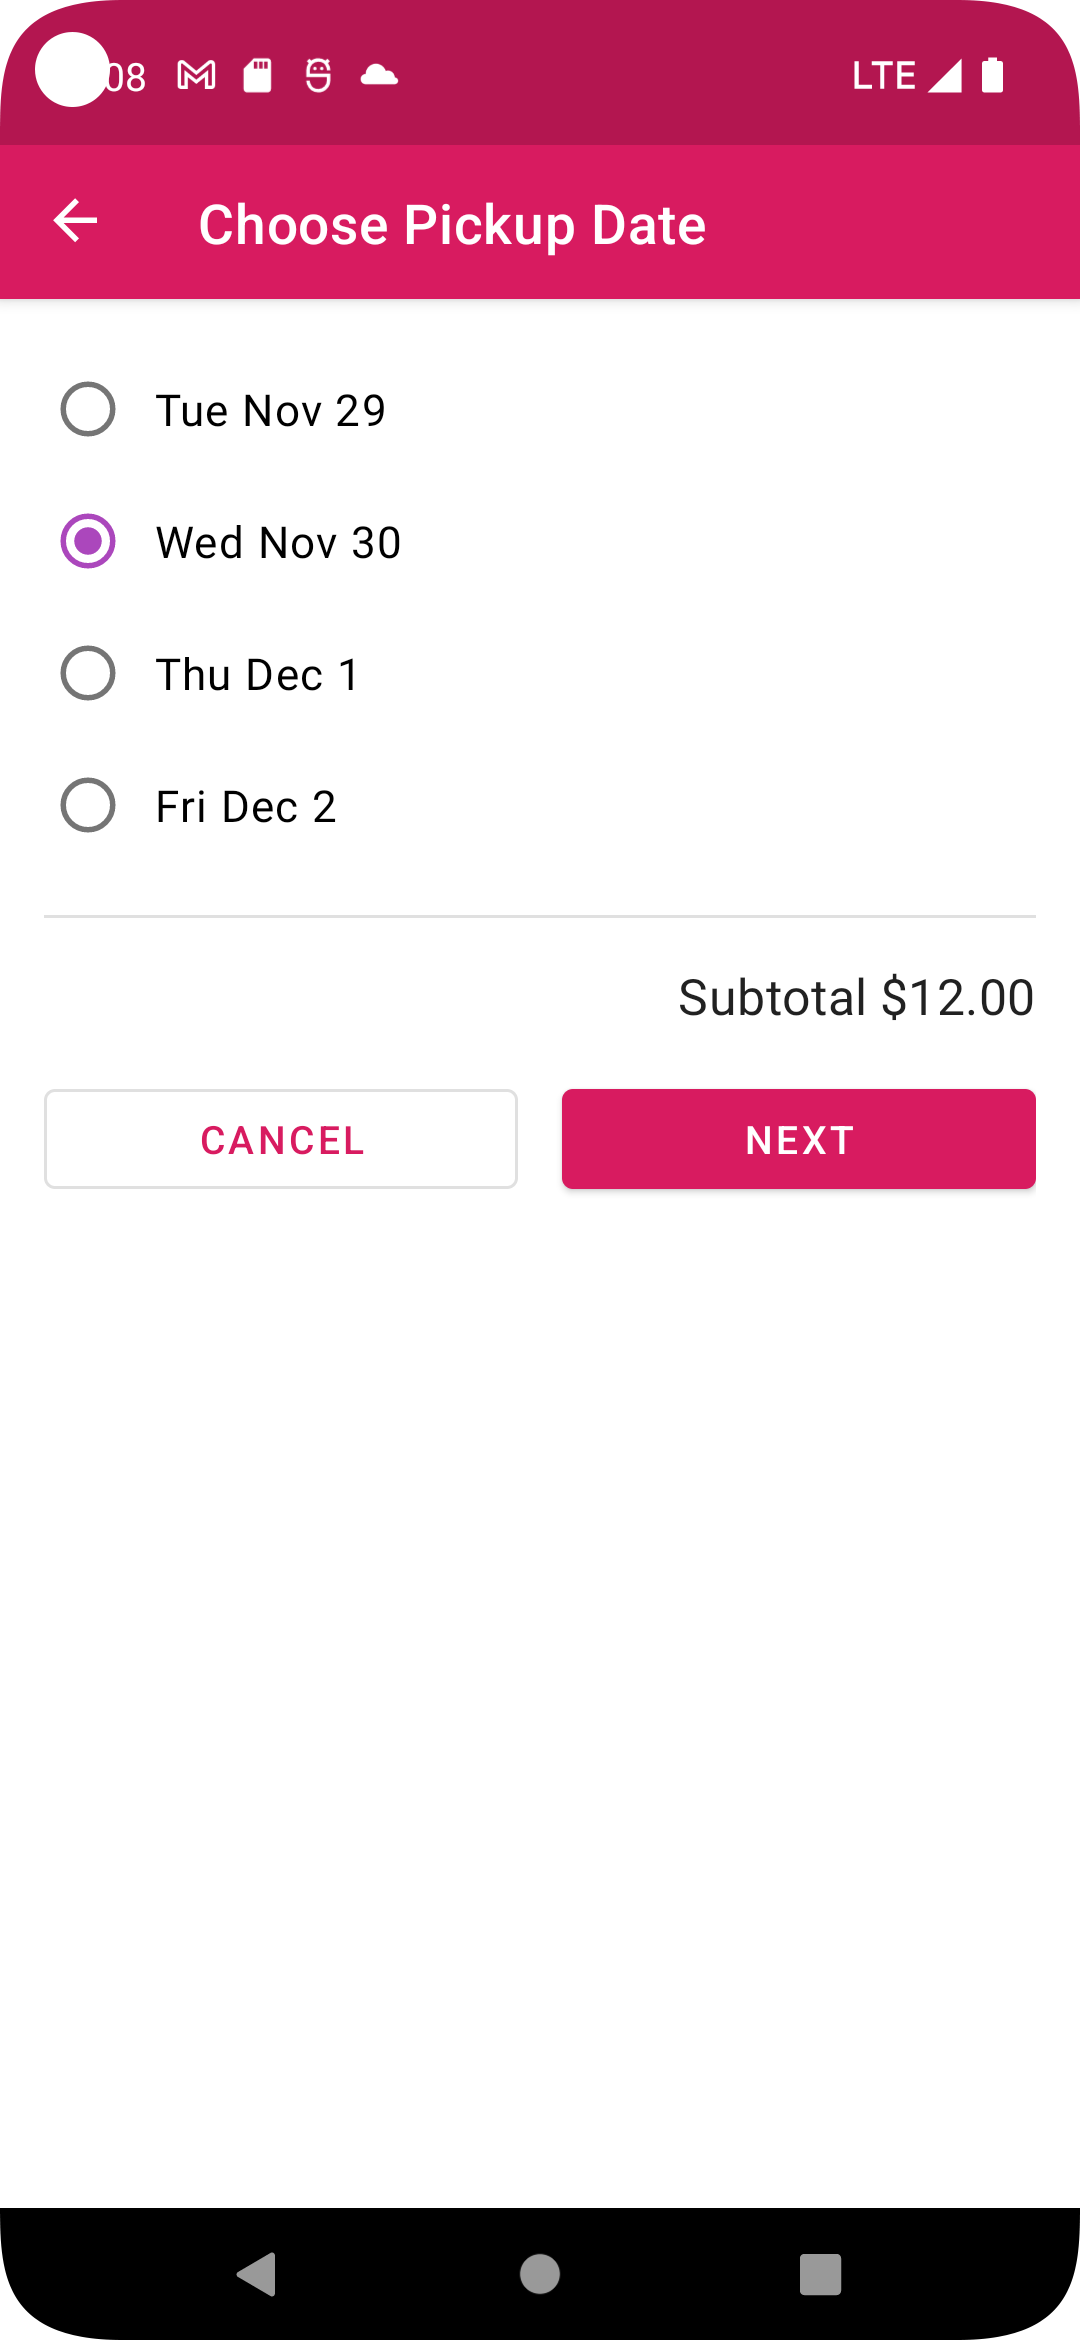 08 LTE
Choose Pickup Date
Tue Nov 29
Wed Nov 30
Thu Dec 1
Fri Dec 2
Subtotal $12.00
CANCEL NEXT